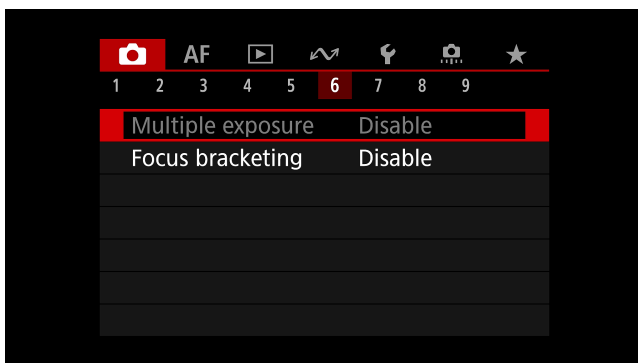 AF
1 2 3 4 5 6 7 8 9
Multiple exposure Disable
Focus bracketing Disable